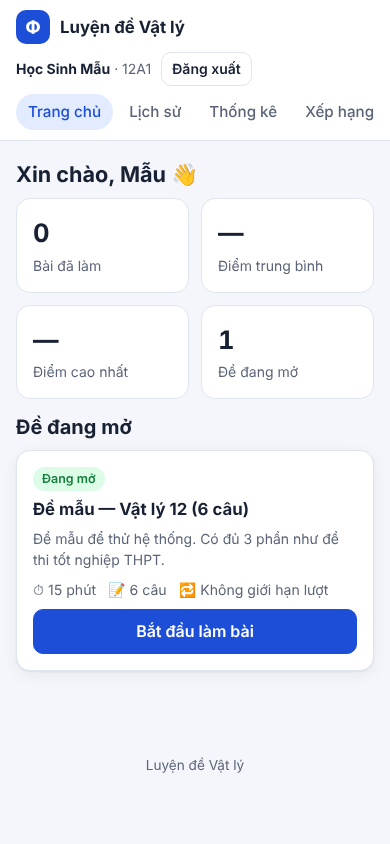 Φ Luyện đề Vật lý
Học Sinh Mẫu · 12A1 Đăng xuất
Trang chủ Lịch sử Thống kê Xếp hạng
Xin chào, Mẫu 👋
0 —
Bài đã làm Điểm trung bình
— 1
Điểm cao nhất Đề đang mở
Đề đang mở
Đang mở
Đề mẫu — Vật lý 12 (6 câu)
Đề mẫu để thử hệ thống. Có đủ 3 phần như đề
thi tốt nghiệp THPT.
⏱ 15 phút 📝 6 câu 🔁 Không giới hạn lượt
Bắt đầu làm bài
Luyện đề Vật lý